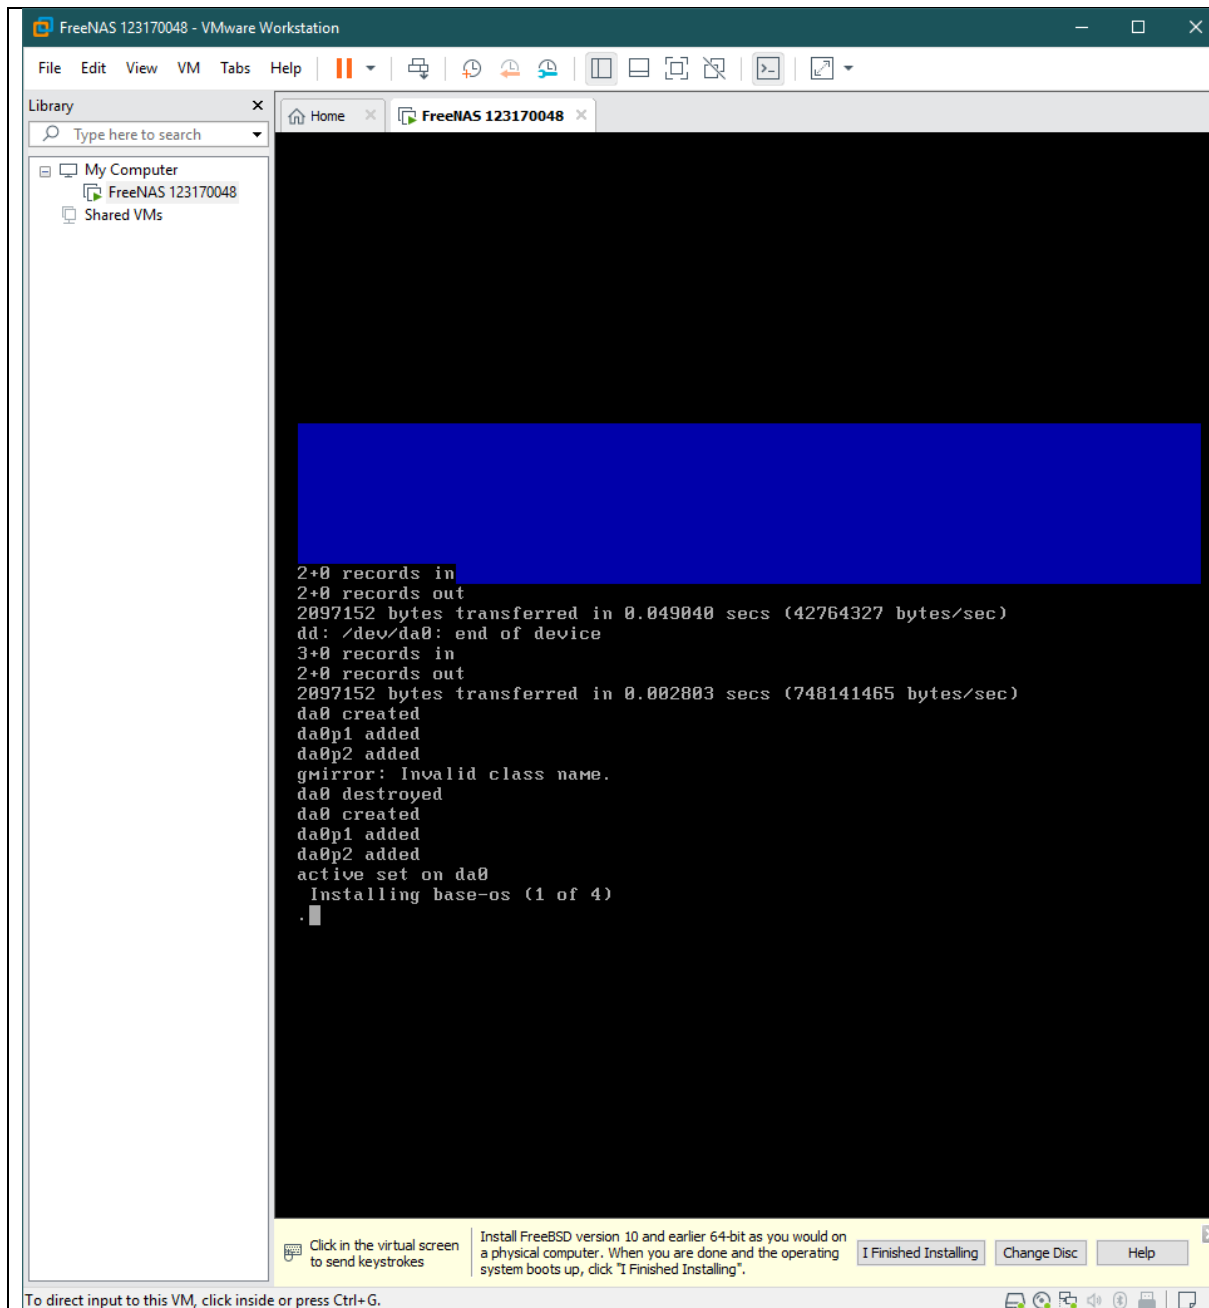 FreeNAS 123170048 - VMware Workstation
File Edit View VM Tabs Help
Library
Type here to search
My Computer
FreeNAS 123170048
Shared VMs
Home
FreeNAS 123170048
2+0 records in
2+0 records out
2097152 bytes transferred in 0.049040 secs (42764327 bytes/sec)
dd: /dev/da0: end of device
3+0 records in
2+0 records out
2097152 bytes transferred in 0.002803 secs (748141465 bytes/sec)
da0 created
da0p1 added
da0p2 added
gmirror: Invalid class name.
da0 destroyed
da0 created
da0p1 added
da0p2 added
active set on da0
Installing base-os (1 of 4)
.
Click in the virtual screen
to send keystrokes
Install FreeBSD version 10 and earlier 64-bit as you would on
a physical computer. When you are done and the operating
system boots up, click "I Finished Installing".
I Finished Installing
Change Disc
Help
To direct input to this VM, click inside or press Ctrl+G.